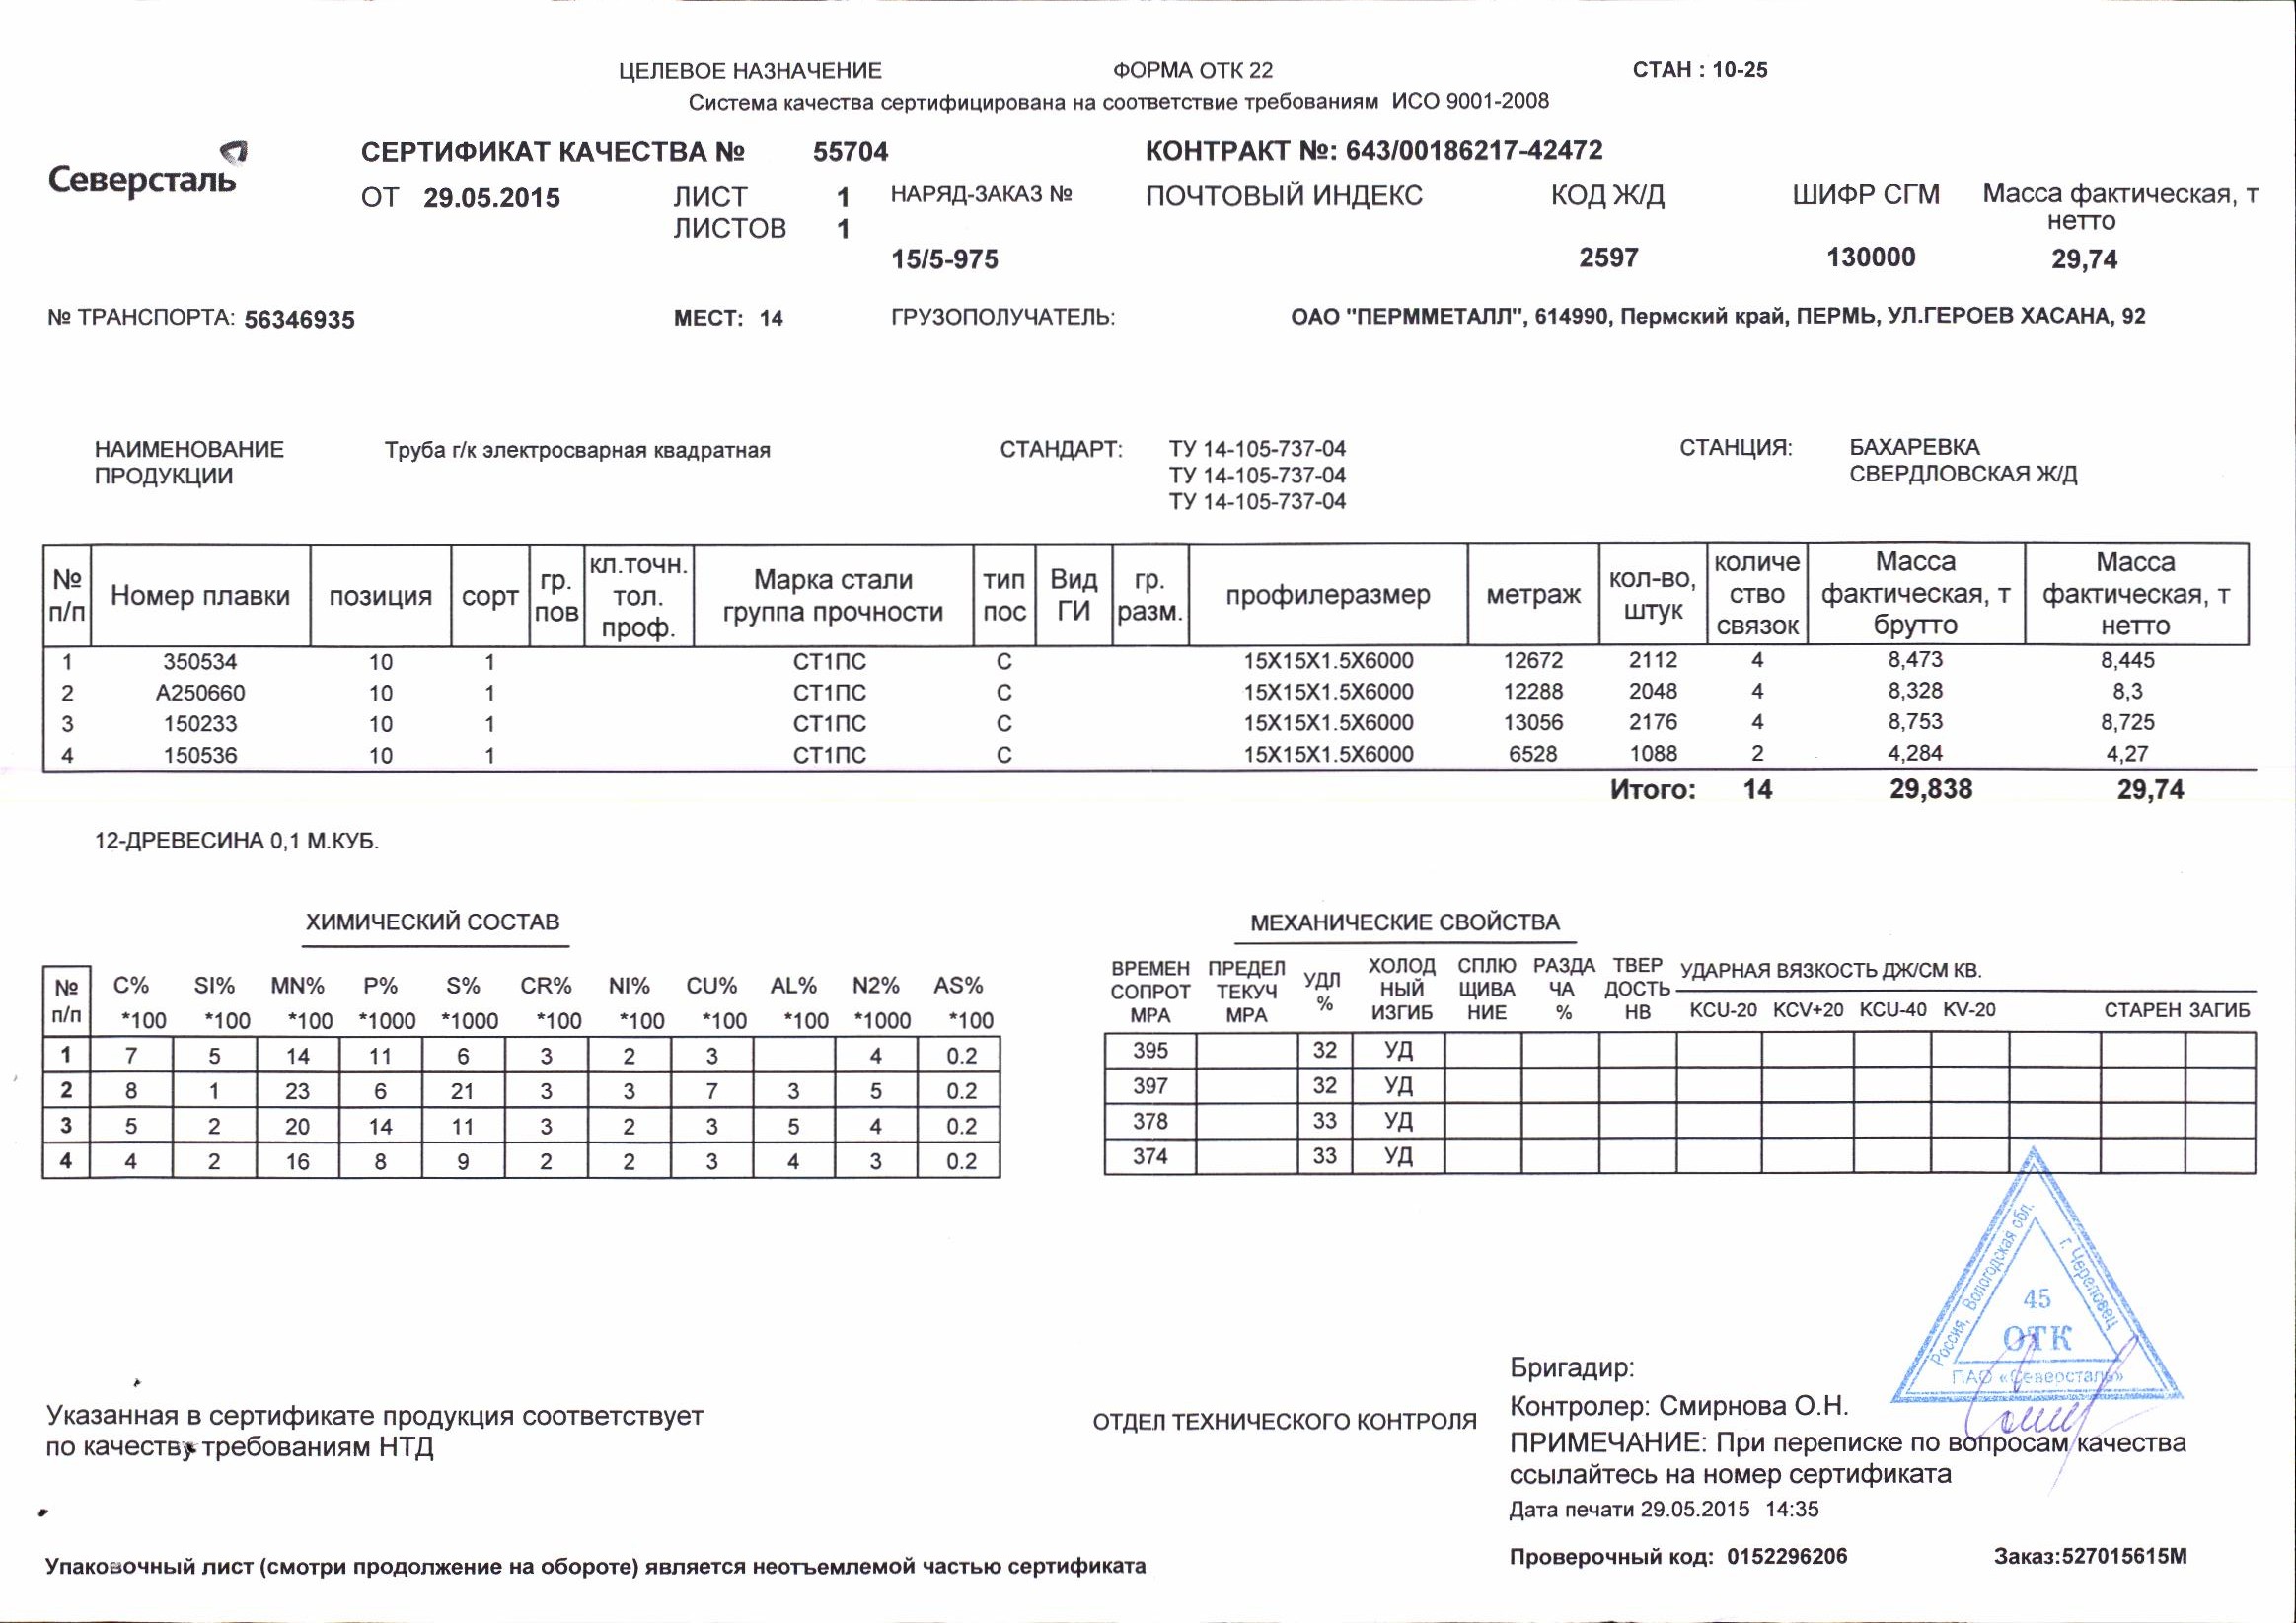 ЦЕЛЕВОЕ НАЗНАЧЕНИЕ ФОРМА ОТК 22 СТАН : 10-25
Система качества сертифицирована на соответствие требованиям ИСО 9001-2008
Северсталь
СЕРТИФИКАТ КАЧЕСТВА № 55704 КОНТРАКТ №: 643/00186217-42472
ОТ 29.05.2015 ЛИСТ 1 НАРЯД-ЗАКАЗ № ПОЧТОВЫЙ ИНДЕКС КОД Ж/Д ШИФР СГМ Масса фактическая, т
ЛИСТОВ 1 нетто
15/5-975 2597 130000 29,74
№ ТРАНСПОРТА: 56346935 МЕСТ: 14 ГРУЗОПОЛУЧАТЕЛЬ: ОАО "ПЕРММЕТАЛЛ", 614990, Пермский край, ПЕРМЬ, УЛ.ГЕРОЕВ ХАСАНА, 92
НАИМЕНОВАНИЕ Труба г/к электросварная квадратная СТАНДАРТ: ТУ 14-105-737-04 СТАНЦИЯ: БАХАРЕВКА
ПРОДУКЦИИ ТУ 14-105-737-04 СВЕРДЛОВСКАЯ Ж/Д
ТУ 14-105-737-04
№ п/п Номер плавки позиция сорт гр. пов кл.точн. тол. проф. Марка стали группа прочности тип пос Вид ГИ гр. разм. профилеразмер метраж кол-во, штук количе ство связок Масса фактическая, т брутто Масса фактическая, т нетто
1 350534 10 1 СТ1ПС С 15X15X1.5X6000 12672 2112 4 8,473 8,445
2 А250660 10 1 СТ1ПС С 15X15X1.5X6000 12288 2048 4 8,328 8,3
3 150233 10 1 СТ1ПС С 15X15X1.5X6000 13056 2176 4 8,753 8,725
4 150536 10 1 СТ1ПС С 15X15X1.5X6000 6528 1088 2 4,284 4,27
Итого: 14 29,838 29,74
12-ДРЕВЕСИНА 0,1 М.КУБ.
ХИМИЧЕСКИЙ СОСТАВ
№ п/п C% SI% MN% P% S% CR% NI% CU% AL% N2% AS%
*100 *100 *100 *1000 *1000 *100 *100 *100 *100 *1000 *100
1 7 5 14 11 6 3 2 3 4 0.2
2 8 1 23 6 21 3 3 7 3 5 0.2
3 5 2 20 14 11 3 2 3 5 4 0.2
4 4 2 16 8 9 2 2 3 4 3 0.2
МЕХАНИЧЕСКИЕ СВОЙСТВА
ВРЕМЕН СОПРОТ МРА ПРЕДЕЛ ТЕКУЧ МРА УДЛ % ХОЛОД НЫЙ ИЗГИБ СПЛЮ ЩИВА НИЕ РАЗДА ЧА % ТВЕР ДОСТЬ НВ УДАРНАЯ ВЯЗКОСТЬ ДЖ/СМ КВ.
KCU-20 KCV+20 KCU-40 KV-20 СТАРЕН ЗАГИБ
395 32 УД
397 32 УД
378 33 УД
374 33 УД
Россия, Вологодская обл.
г. Череповец
45
ОТК
ПАО «Северсталь»
Бригадир:
Указанная в сертификате продукция соответствует
по качеству требованиям НТД
ОТДЕЛ ТЕХНИЧЕСКОГО КОНТРОЛЯ
Контролер: Смирнова О.Н.
ПРИМЕЧАНИЕ: При переписке по вопросам качества
ссылайтесь на номер сертификата
Дата печати 29.05.2015 14:35
Упаковочный лист (смотри продолжение на обороте) является неотъемлемой частью сертификата
Проверочный код: 0152296206 Заказ:527015615М